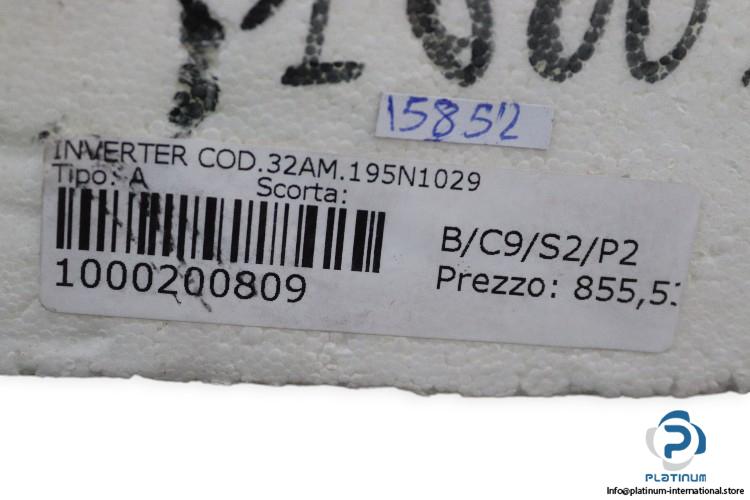 15852
INVERTER COD.32AM.195N1029
Tipo: A Scorta:
B/C9/S2/P2
1000200809
Prezzo: 855,5
PLATINUM
Info@platinum-international.store